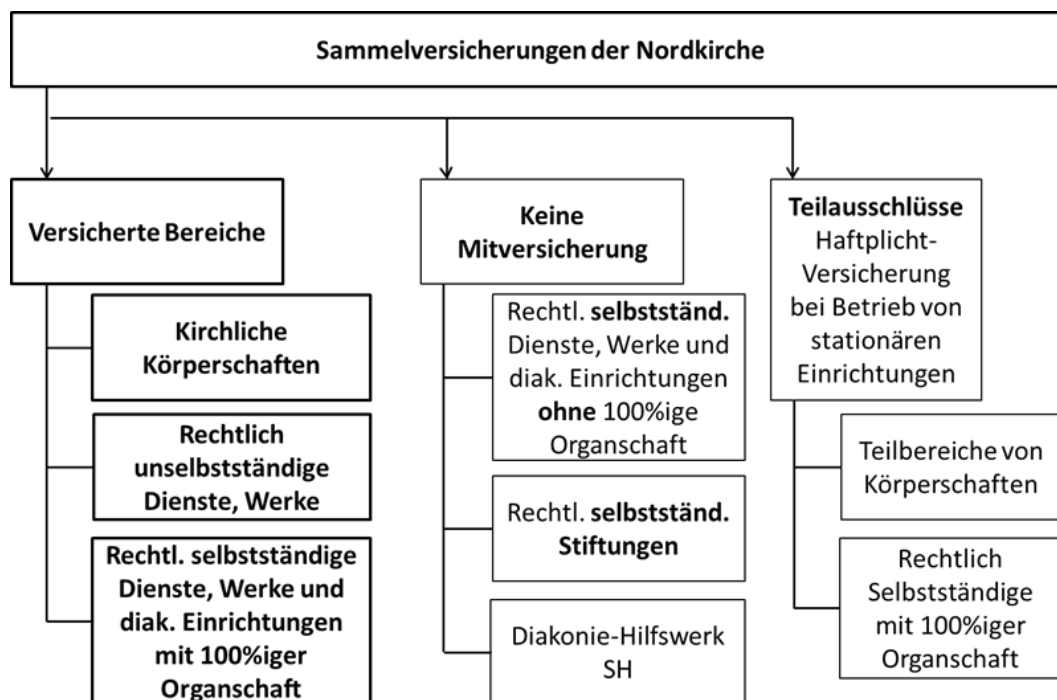 Sammelversicherungen der Nordkirche
Versicherte Bereiche
Kirchliche
Körperschaften
Rechtlich
unselbstständige
Dienste, Werke
Rechtl. selbstständige
Dienste, Werke und
diak. Einrichtungen
mit 100%iger
Organschaft
Keine
Mitversicherung
Rechtl. selbstständ.
Dienste, Werke und
diak. Einrichtungen
ohne 100%ige
Organschaft
Rechtl. selbstständ.
Stiftungen
Diakonie-Hilfswerk
SH
Teilausschlüsse
Haftplicht-
Versicherung
bei Betrieb von
stationären
Einrichtungen
Teilbereiche von
Körperschaften
Rechtlich
Selbstständige
mit 100%iger
Organschaft